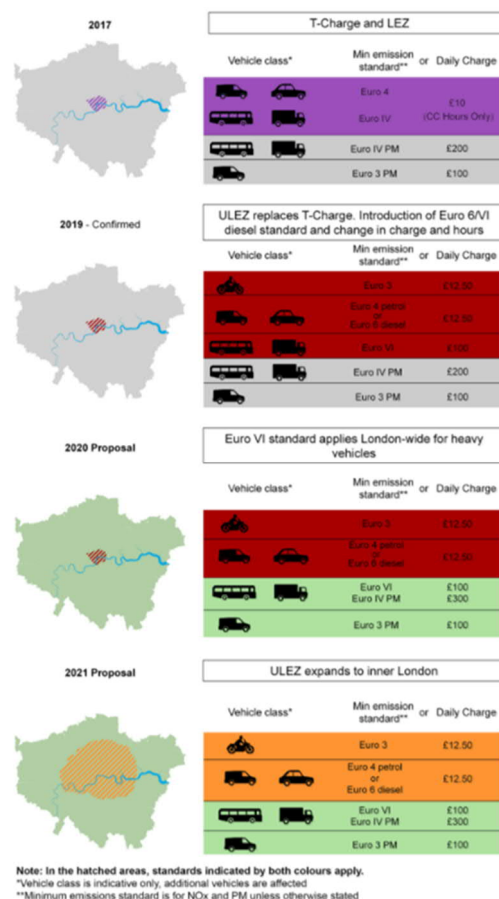 2017
T-Charge and LEZ
Vehicle class*
Min emission
standard**
or Daily Charge
Euro 4
Euro IV
£10
(CC Hours Only)
Euro IV PM
£200
Euro 3 PM
£100
2019 - Confirmed
ULEZ replaces T-Charge. Introduction of Euro 6/VI
diesel standard and change in charge and hours
Vehicle class*
Min emission
standard**
or Daily Charge
Euro 3
£12.50
Euro 4 petrol
or
Euro 6 diesel
£12.50
Euro VI
£100
Euro IV PM
£200
Euro 3 PM
£100
2020 Proposal
Euro VI standard applies London-wide for heavy
vehicles
Vehicle class*
Min emission
standard**
or Daily Charge
Euro 3
£12.50
Euro 4 petrol
or
Euro 6 diesel
£12.50
Euro VI
£100
Euro IV PM
£300
Euro 3 PM
£100
2021 Proposal
ULEZ expands to inner London
Vehicle class*
Min emission
standard**
or Daily Charge
Euro 3
£12.50
Euro 4 petrol
or
Euro 6 diesel
£12.50
Euro VI
£100
Euro IV PM
£300
Euro 3 PM
£100
Note: In the hatched areas, standards indicated by both colours apply.
*Vehicle class is indicative only, additional vehicles are affected
**Minimum emissions standard is for NOx and PM unless otherwise stated